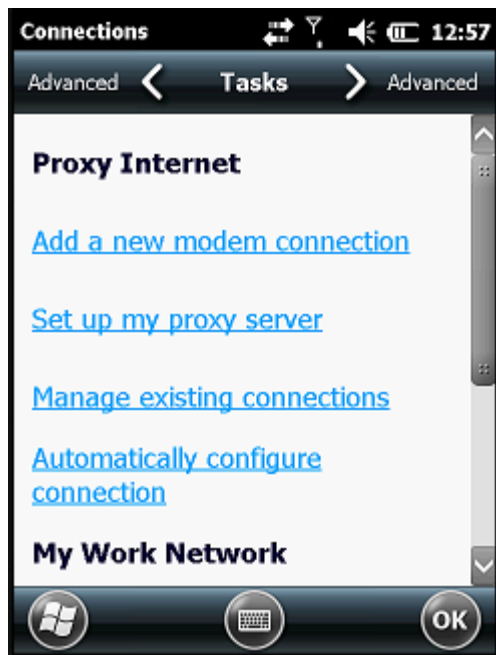 Connections 12:57
Advanced Tasks Advanced
Proxy Internet
Add a new modem connection
Set up my proxy server
Manage existing connections
Automatically configure
connection
My Work Network
OK